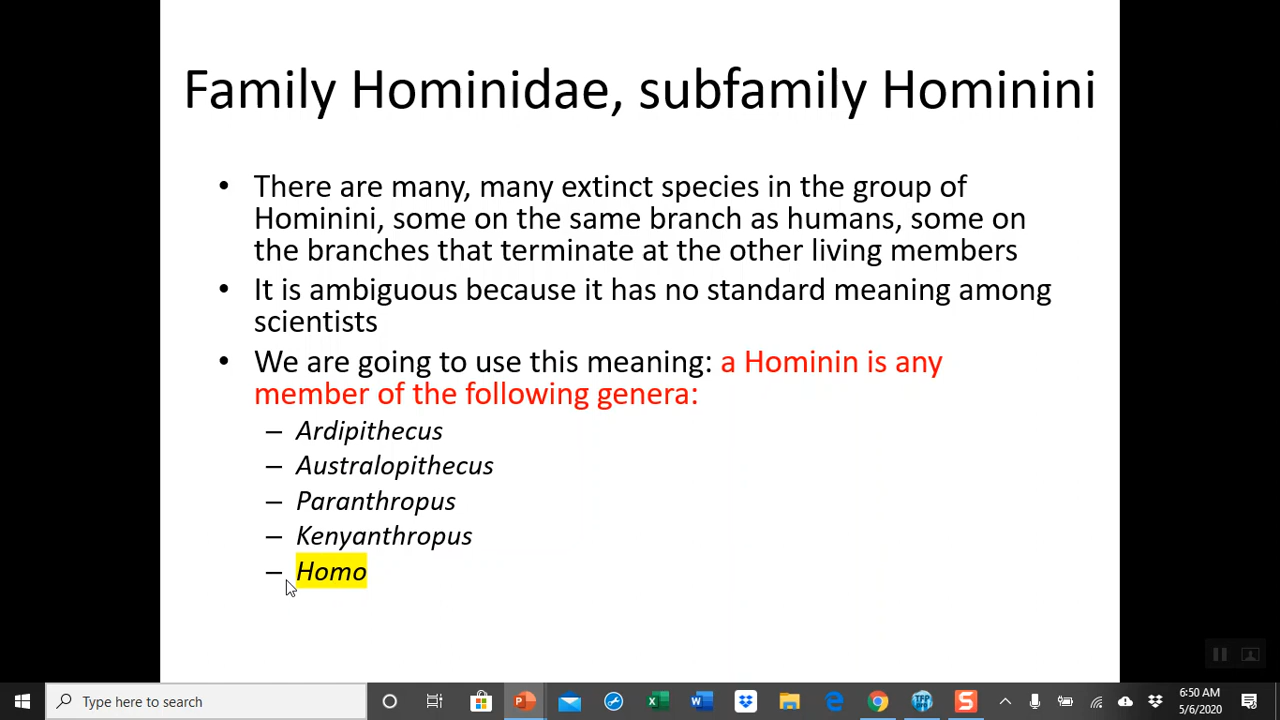 Family Hominidae, subfamily Hominini
• There are many, many extinct species in the group of
Hominini, some on the same branch as humans, some on
the branches that terminate at the other living members
• It is ambiguous because it has no standard meaning among
scientists
• We are going to use this meaning: a Hominin is any
member of the following genera:
– Ardipithecus
– Australopithecus
– Paranthropus
– Kenyanthropus
– Homo
Type here to search
6:50 AM
5/6/2020